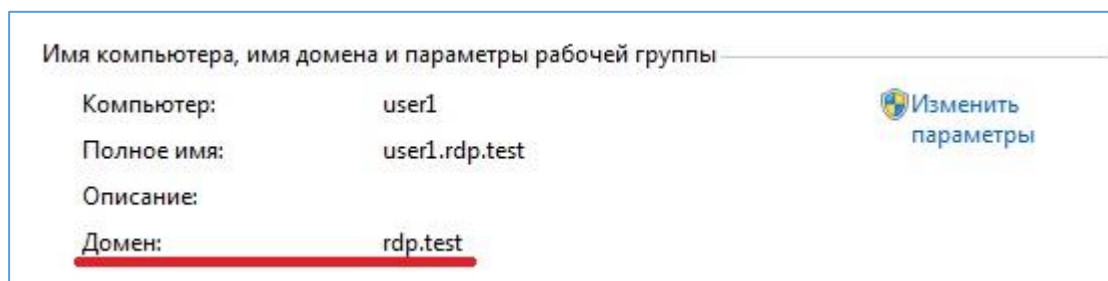 Имя компьютера, имя домена и параметры рабочей группы
Компьютер: user1 Изменить
параметры
Полное имя: user1.rdp.test
Описание:
Домен: rdp.test